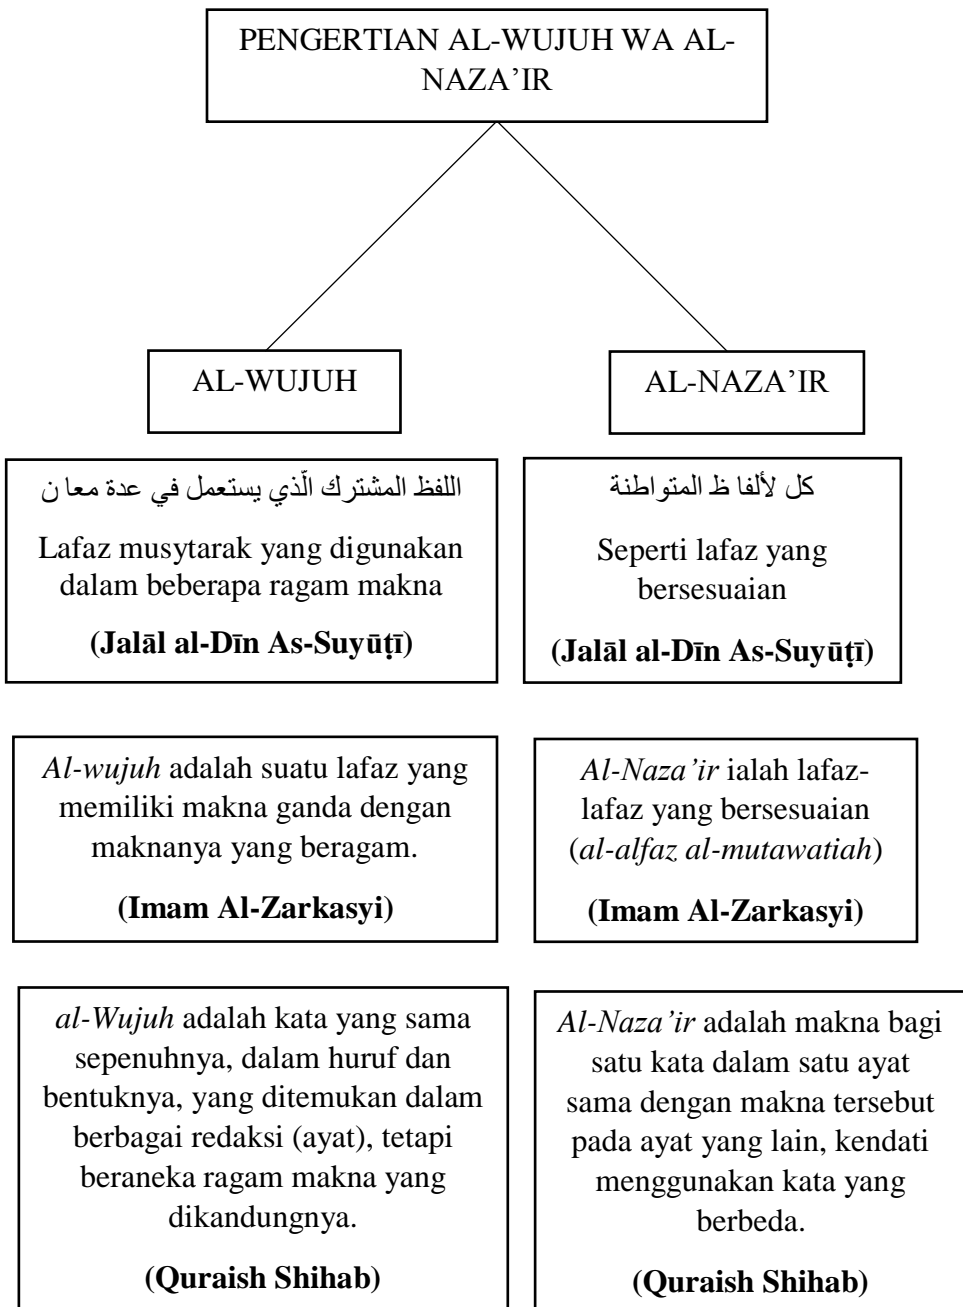 PENGERTIAN AL-WUJUH WA AL-
NAZA’IR
AL-WUJUH
AL-NAZA’IR
اللفظ المشترك الّذي يستعمل في عدة معا ن
Lafaz musytarak yang digunakan
dalam beberapa ragam makna
(Jalāl al-Dīn As-Suyūṭī)
كل لألفا ظ المتواطنة
Seperti lafaz yang
bersesuaian
(Jalāl al-Dīn As-Suyūṭī)
Al-wujuh adalah suatu lafaz yang
memiliki makna ganda dengan
maknanya yang beragam.
(Imam Al-Zarkasyi)
Al-Naza’ir ialah lafaz-
lafaz yang bersesuaian
(al-alfaz al-mutawatiah)
(Imam Al-Zarkasyi)
al-Wujuh adalah kata yang sama
sepenuhnya, dalam huruf dan
bentuknya, yang ditemukan dalam
berbagai redaksi (ayat), tetapi
beraneka ragam makna yang
dikandungnya.
(Quraish Shihab)
Al-Naza’ir adalah makna bagi
satu kata dalam satu ayat
sama dengan makna tersebut
pada ayat yang lain, kendati
menggunakan kata yang
berbeda.
(Quraish Shihab)